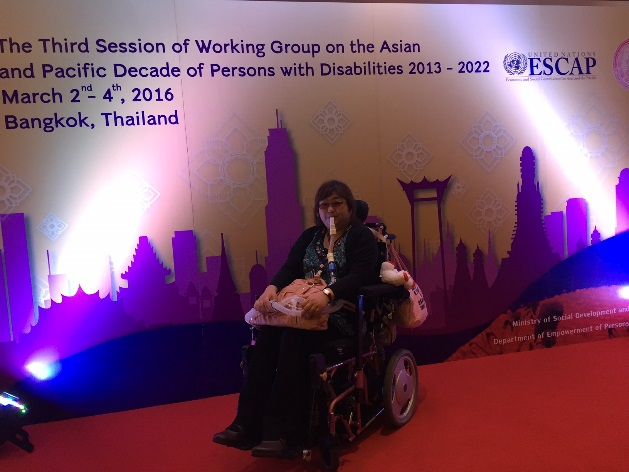 The Third Session of Working Group on the Asian
and Pacific Decade of Persons with Disabilities 2013 - 2022
March 2nd- 4th, 2016
Bangkok, Thailand
UNITED NATIONS
ESCAP
Ministry of Social Development and
Department of Empowerment of Persons